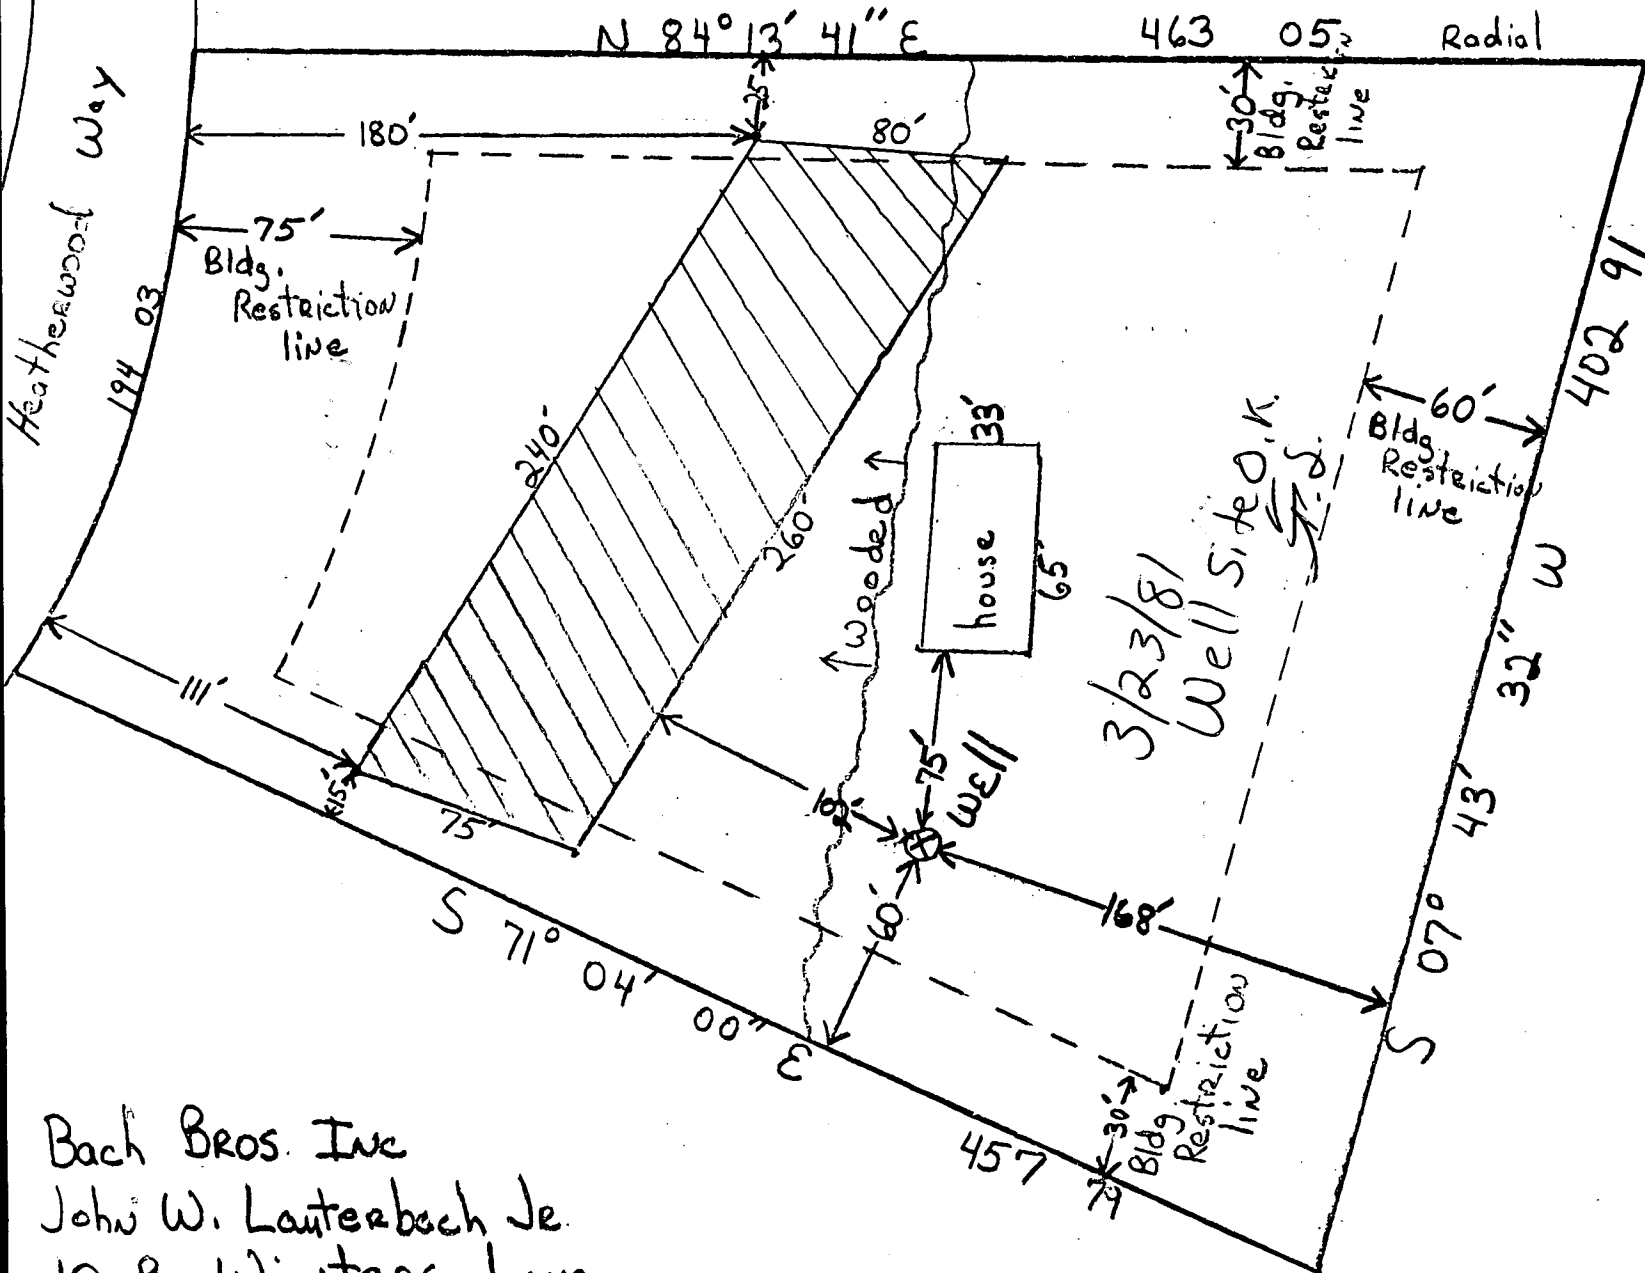 N 84° 13' 41" E 463 05 Radial
25'
180'
80'
30'
Bldg.
Restriction
line
Heatherwood Way
194 03
75'
Bldg.
Restriction
line
240'
260'
33'
house
65'
Wooded
402 91
60'
Bldg.
Restriction
line
3/23/81
Well Site O.K.
S 07° 43' 32" W
111'
15'
75'
75'
Well
60'
168'
S 71° 04' 00" E
457 79
30'
Bldg.
Restriction
line
Bach Bros. Inc
John W. Lauterbach Jr.